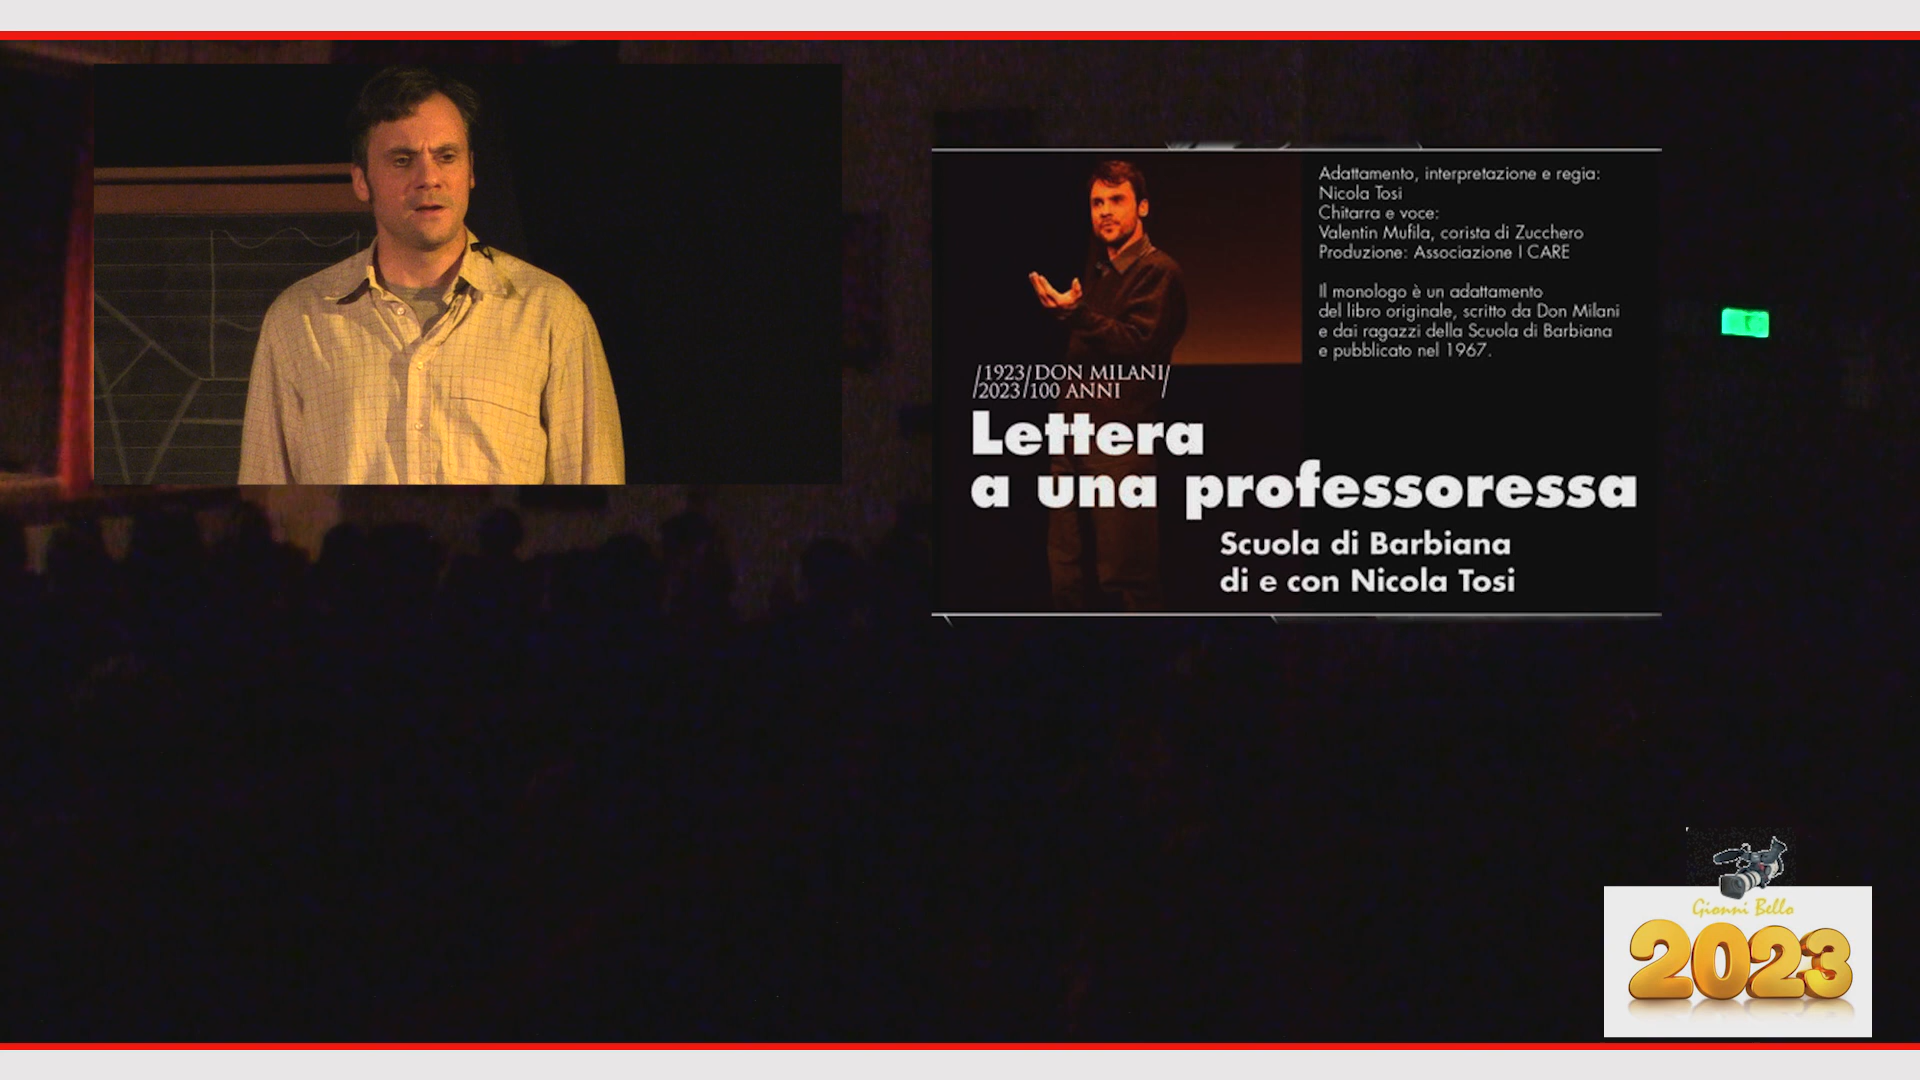 Adattamento, interpretazione e regia:
Nicola Tosi
Chitarra e voce:
Valentin Mufila, corista di Zucchero
Produzione: Associazione I CARE
Il monologo è un adattamento
del libro originale, scritto da Don Milani
e dai ragazzi della Scuola di Barbiana
e pubblicato nel 1967.
/1923/DON MILANI/
/2023/100 ANNI /
Lettera
a una professoressa
Scuola di Barbiana
di e con Nicola Tosi
Gionni Bello
2023